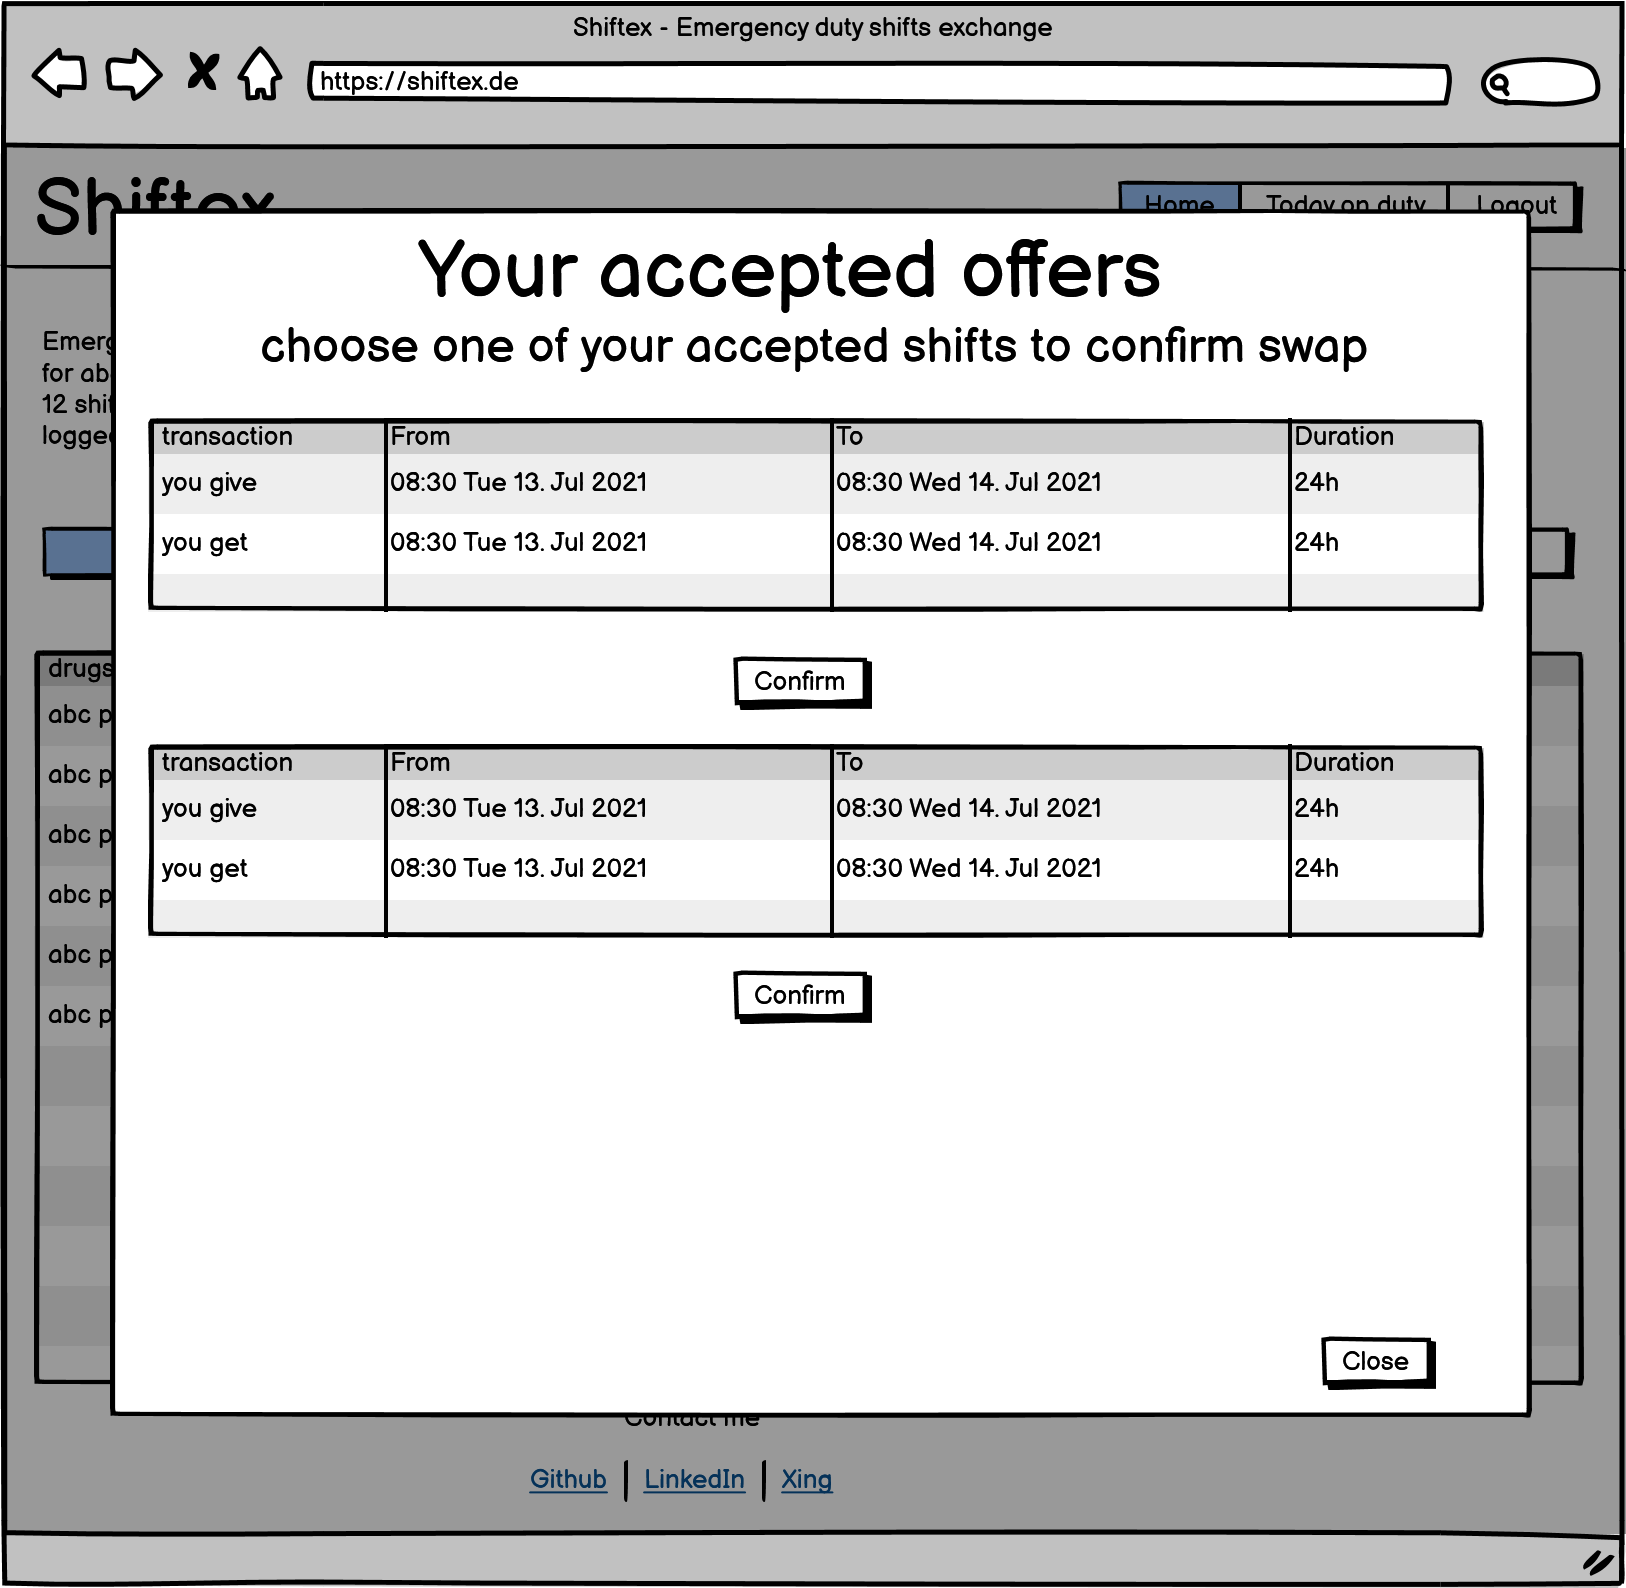 Shiftex - Emergency duty shifts exchange
https://shiftex.de
Shiftex
Home Today on duty Logout
Your accepted offers
choose one of your accepted shifts to confirm swap
for
12
transaction From To Duration
you give 08:30 Tue 13. Jul 2021 08:30 Wed 14. Jul 2021 24h
you get 08:30 Tue 13. Jul 2021 08:30 Wed 14. Jul 2021 24h
Confirm
drugs
abc p
abc p
abc p
abc p
abc p
abc p
transaction From To Duration
you give 08:30 Tue 13. Jul 2021 08:30 Wed 14. Jul 2021 24h
you get 08:30 Tue 13. Jul 2021 08:30 Wed 14. Jul 2021 24h
Confirm
Close
Contact me
Github LinkedIn Xing